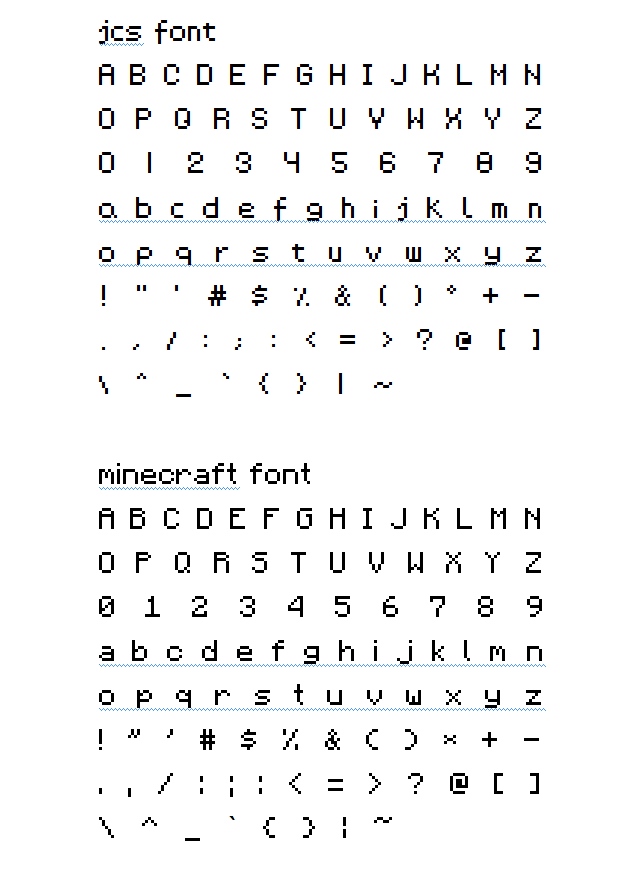 jcs font
A B C D E F G H I J K L M N
O P Q R S T U V W X Y Z
0 1 2 3 4 5 6 7 8 9
a b c d e f g h i j k l m n
o p q r s t u v w x y z
! " ' # $ % & ( ) * + -
. , / : ; : < = > ? @ [ ]
\ ^ _ ` { } | ~
minecraft font
A B C D E F G H I J K L M N
O P Q R S T U V W X Y Z
0 1 2 3 4 5 6 7 8 9
a b c d e f g h i j k l m n
o p q r s t u v w x y z
! " ' # $ % & ( ) * + -
. , / : ; : < = > ? @ [ ]
\ ^ _ ` { } | ~